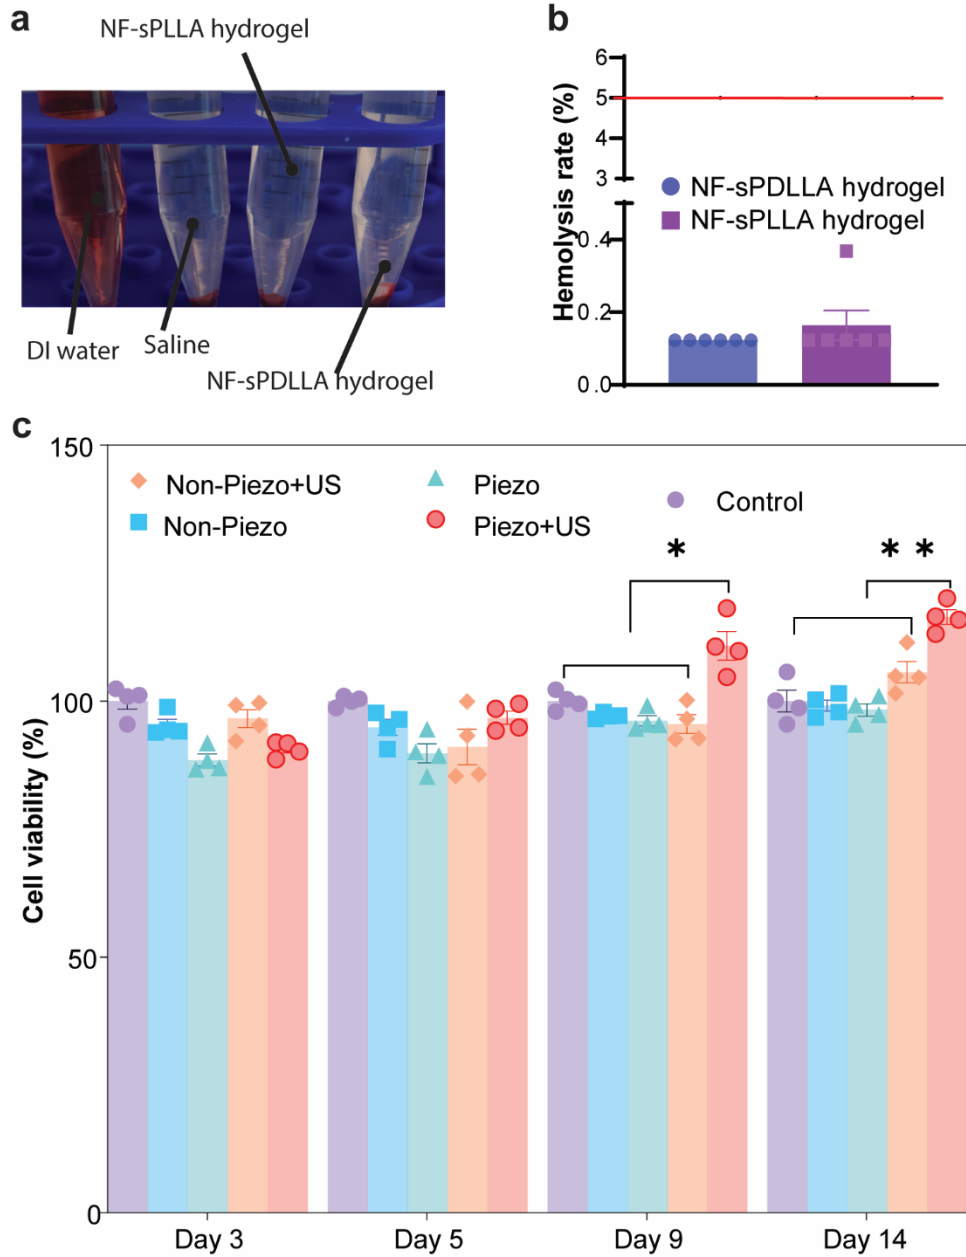 a
NF-sPLLA hydrogel
DI water
Saline
NF-sPDLLA hydrogel
b
Hemolysis rate (%)
6
5
4
3
0.4
0.2
0.0
NF-sPDLLA hydrogel
NF-sPLLA hydrogel
c
Cell viability (%)
150
100
50
0
Non-Piezo+US
Non-Piezo
Piezo
Piezo+US
Control
*
* *
Day 3
Day 5
Day 9
Day 14